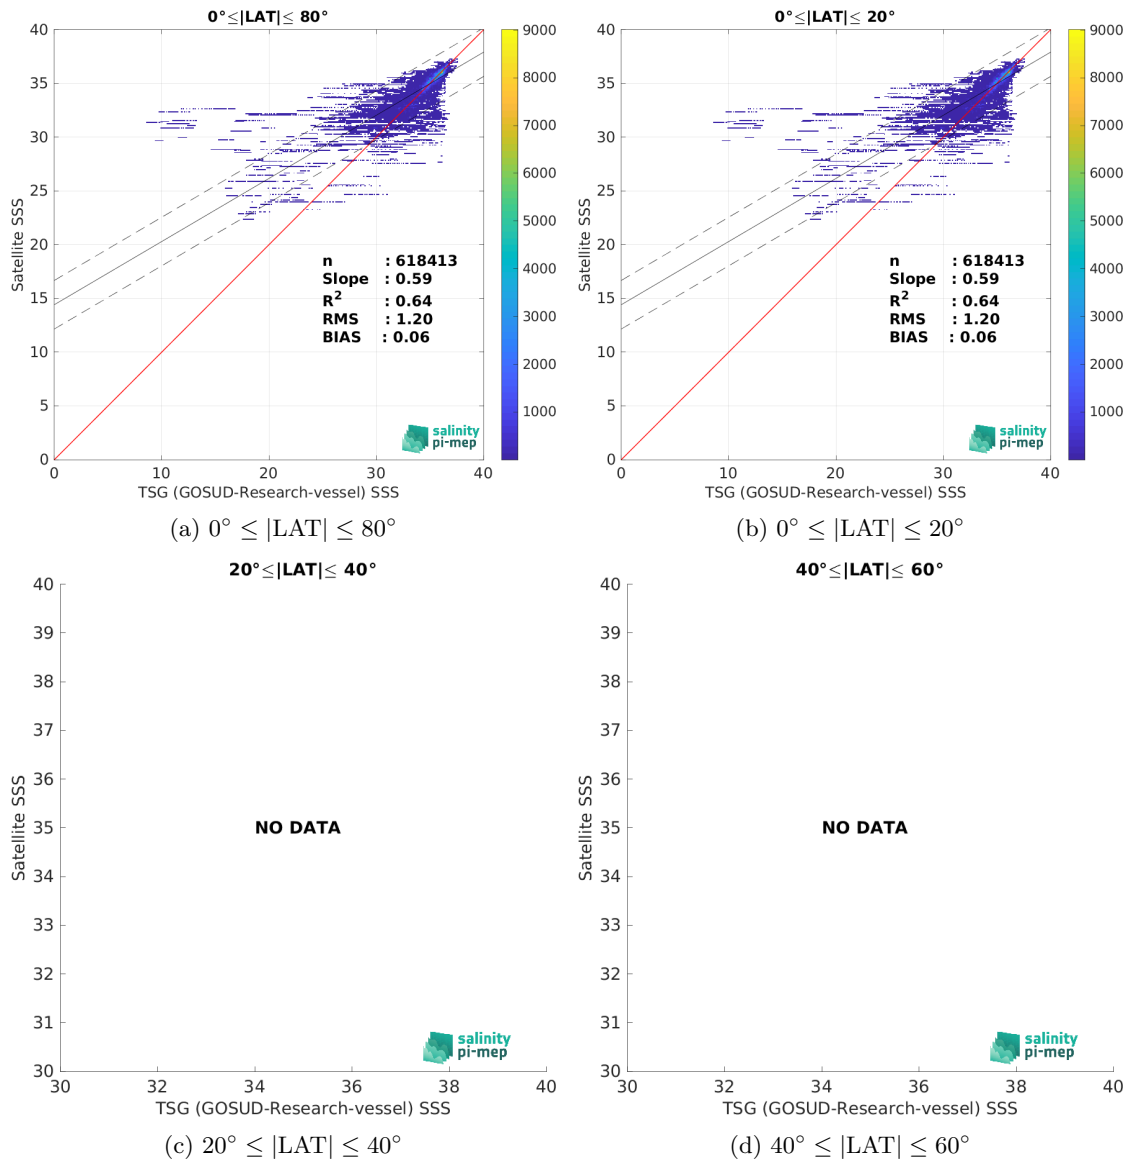 0°≤|LAT|≤ 80°
40
35
30
25
20
15
10
5
0
Satellite SSS
0
10
20
30
40
TSG (GOSUD-Research-vessel) SSS
9000
8000
7000
6000
5000
4000
3000
2000
1000
n : 618413
Slope : 0.59
R² : 0.64
RMS : 1.20
BIAS : 0.06
salinity
pi-mep
(a) 0° ≤ |LAT| ≤ 80°
0°≤|LAT|≤ 20°
40
35
30
25
20
15
10
5
0
Satellite SSS
0
10
20
30
40
TSG (GOSUD-Research-vessel) SSS
9000
8000
7000
6000
5000
4000
3000
2000
1000
n : 618413
Slope : 0.59
R² : 0.64
RMS : 1.20
BIAS : 0.06
salinity
pi-mep
(b) 0° ≤ |LAT| ≤ 20°
20°≤|LAT|≤ 40°
40
39
38
37
36
35
34
33
32
31
30
Satellite SSS
NO DATA
salinity
pi-mep
30
32
34
36
38
40
TSG (GOSUD-Research-vessel) SSS
(c) 20° ≤ |LAT| ≤ 40°
40°≤|LAT|≤ 60°
40
39
38
37
36
35
34
33
32
31
30
Satellite SSS
NO DATA
salinity
pi-mep
30
32
34
36
38
40
TSG (GOSUD-Research-vessel) SSS
(d) 40° ≤ |LAT| ≤ 60°